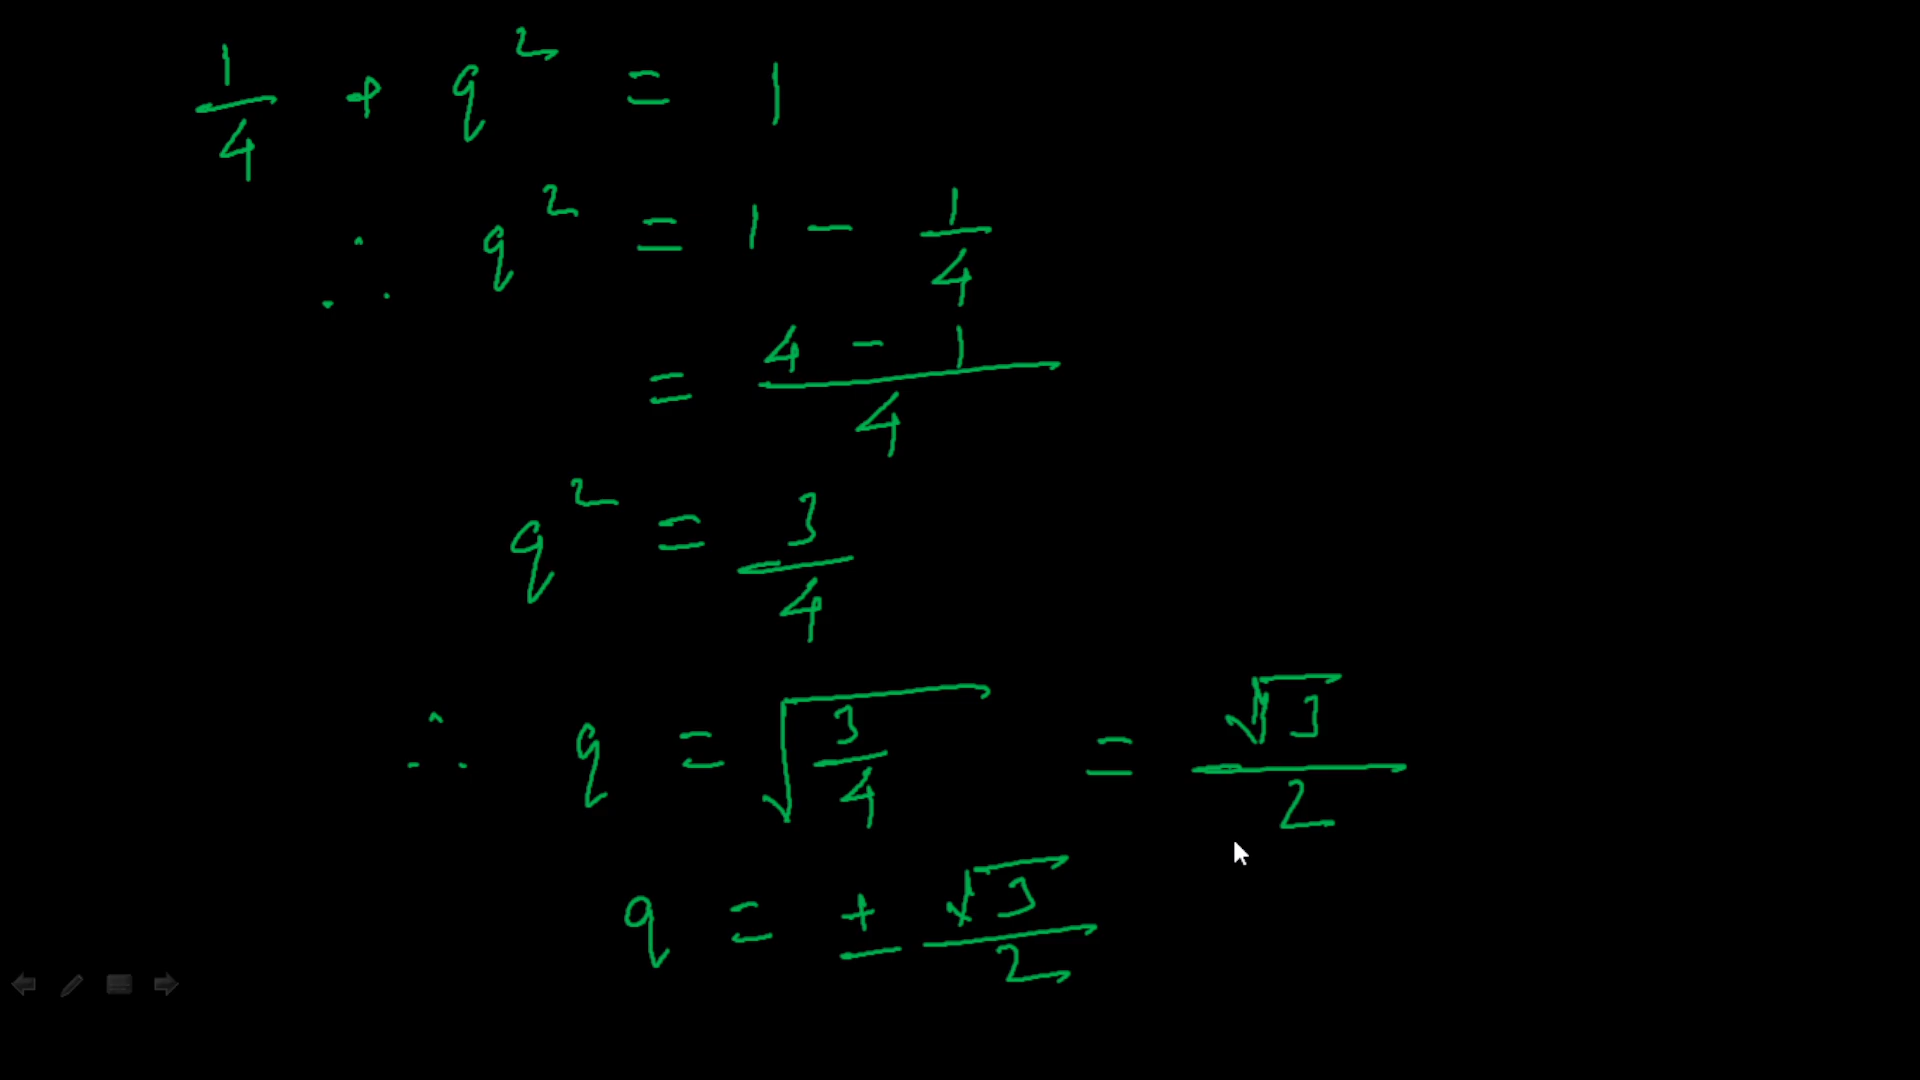 1/4 + q² = 1
∴ q² = 1 - 1/4
= (4 - 1)/4
q² = 3/4
∴ q = √(3/4) = √3/2
q = ± √3/2